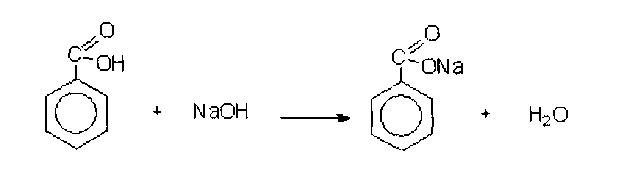 O O
C OH C ONa
+ NaOH + H₂O